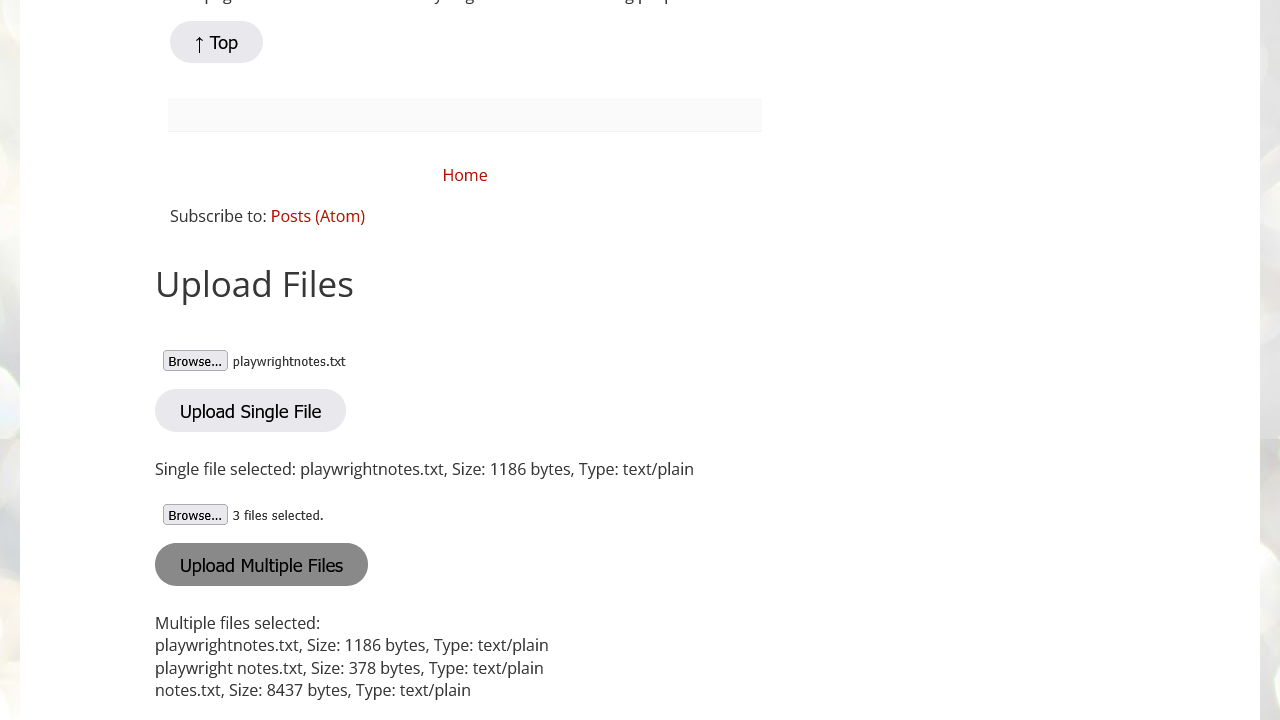 ↑ Top
Home
Subscribe to: Posts (Atom)
Upload Files
Browse... playwrightnotes.txt
Upload Single File
Single file selected: playwrightnotes.txt, Size: 1186 bytes, Type: text/plain
Browse... 3 files selected.
Upload Multiple Files
Multiple files selected:
playwrightnotes.txt, Size: 1186 bytes, Type: text/plain
playwright notes.txt, Size: 378 bytes, Type: text/plain
notes.txt, Size: 8437 bytes, Type: text/plain